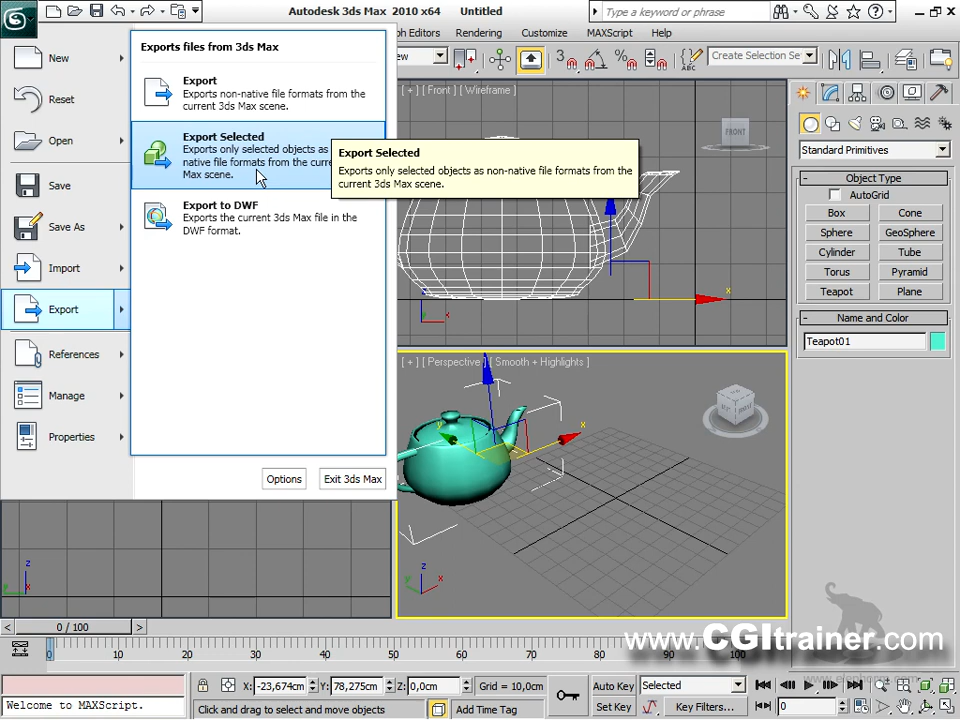 Autodesk 3ds Max 2010 x64 Untitled
Type a keyword or phrase
ph Editors Rendering Customize MAXScript Help
ew
3
%
ABC
Create Selection Se
New
Reset
Open
Save
Save As
Import
Export
References
Manage
Properties
Exports files from 3ds Max
Export
Exports non-native file formats from the
current 3ds Max scene.
Export Selected
Exports only selected objects as
native file formats from the curre
Max scene.
Export to DWF
Exports the current 3ds Max file in the
DWF format.
Options
Exit 3ds Max
Export Selected
Exports only selected objects as non-native file formats from the
current 3ds Max scene.
[ + ] [ Front ] [ Wireframe ]
FRONT
z
x
x
[ + ] [ Perspective ] [ Smooth + Highlights ]
y
x
z
y
x
z
Standard Primitives
- Object Type
AutoGrid
Box Cone
Sphere GeoSphere
Cylinder Tube
Torus Pyramid
Teapot Plane
- Name and Color
Teapot01
< 0 / 100 >
0 10 20 30 40 50 60 70 80 90 100
www.CGItrainer.com
X: -23,674cm Y: 78,275cm Z: 0,0cm Grid = 10,0cm
Auto Key Selected
Welcome to MAXScript.
Click and drag to select and move objects
Add Time Tag
Set Key
Key Filters...
0